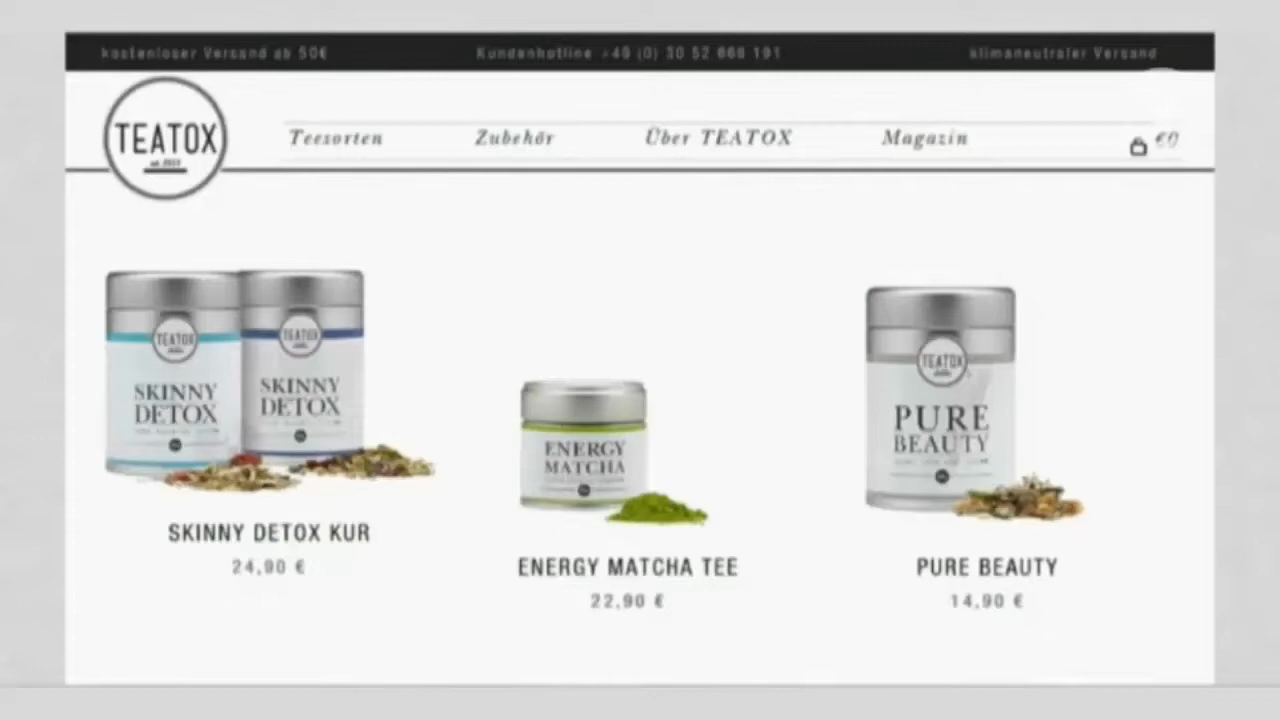 kostenloser Versand ab 50€
Kundenhotline +49 (0) 30 52 668 191
klimaneutraler Versand
TEATOX
Teesorten
Zubehör
Über TEATOX
Magazin
€0
TEATOX
SKINNY
DETOX
TEATOX
SKINNY
DETOX
ENERGY
MATCHA
TEATOX
PURE
BEAUTY
SKINNY DETOX KUR
24,90 €
ENERGY MATCHA TEE
22,90 €
PURE BEAUTY
14,90 €